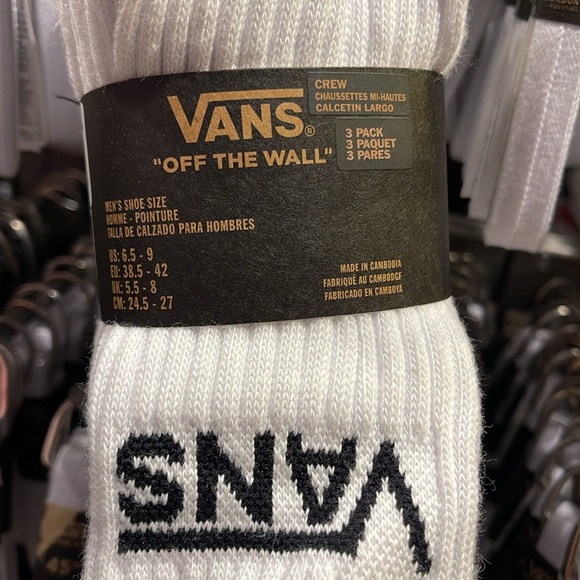 VANS®
"OFF THE WALL"
CREW
CHAUSSETTES MI-HAUTES
CALCETIN LARGO
3 PACK
3 PAQUET
3 PARES
MEN'S SHOE SIZE
HOMME - POINTURE
TALLA DE CALZADO PARA HOMBRES
US: 6.5 - 9
EU: 38.5 - 42
UK: 5.5 - 8
CM: 24.5 - 27
MADE IN CAMBODIA
FABRIQUÉ AU CAMBODGE
FABRICADO EN CAMBOYA
VANS